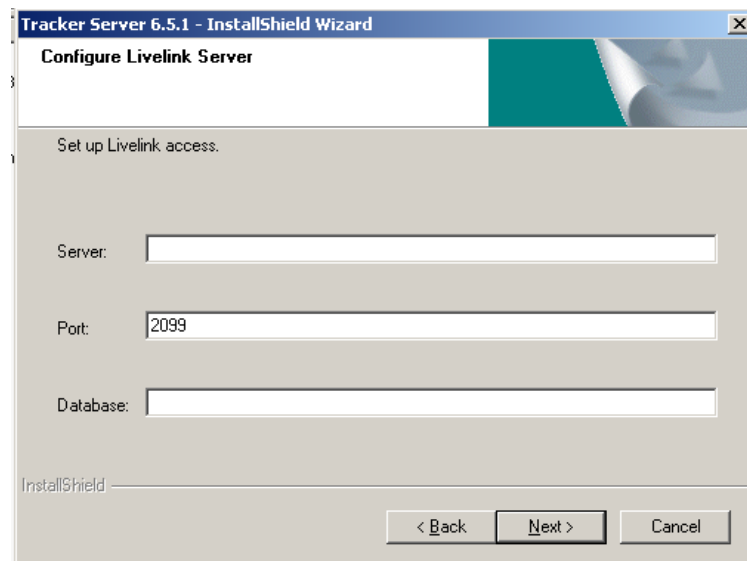 Tracker Server 6.5.1 - InstallShield Wizard
Configure Livelink Server
Set up Livelink access.
Server:
Port: 2099
Database:
InstallShield
< Back Next > Cancel